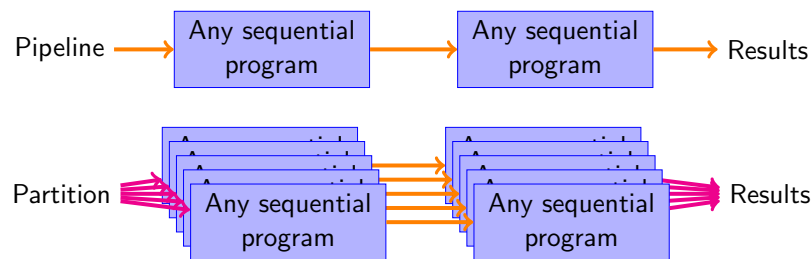 Pipeline
Any sequential
program
Any sequential
program
Results
Partition
Any sequential
program
Any sequential
program
Results